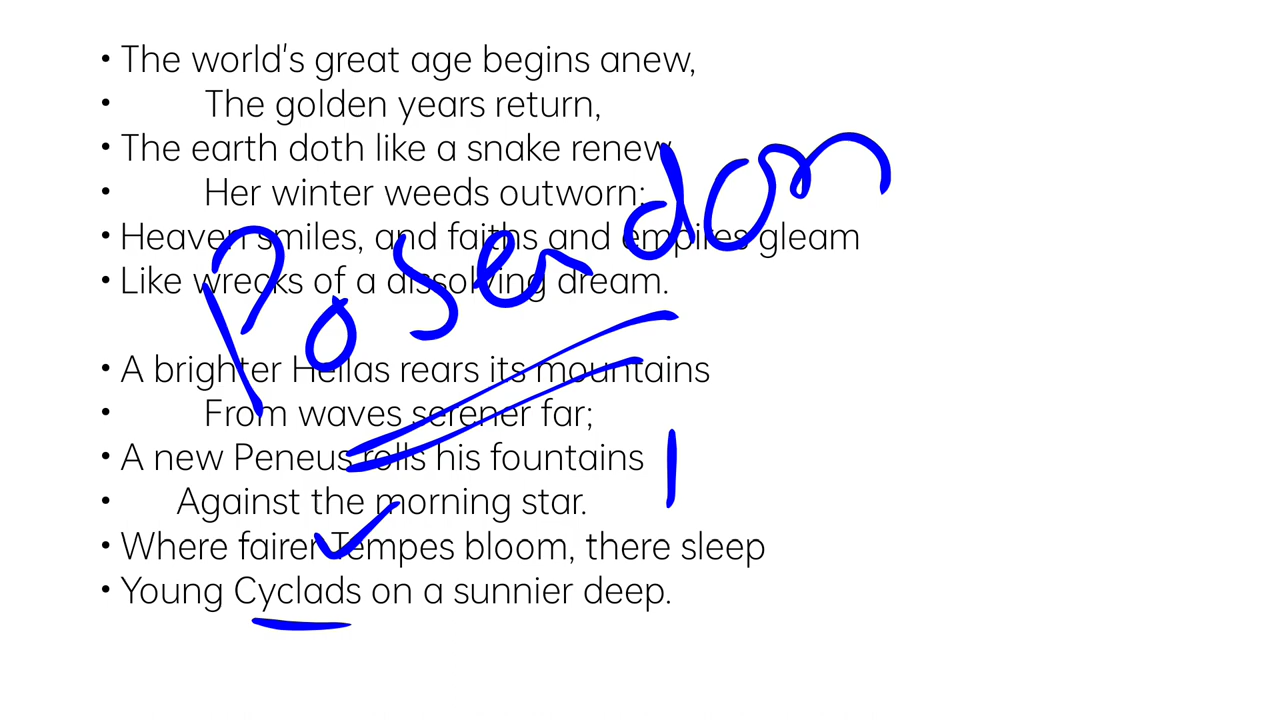 • The world's great age begins anew,
• The golden years return,
• The earth doth like a snake renew
• Her winter weeds outworn;
• Heaven smiles, and faiths and empires gleam
• Like wrecks of a dissolving dream.
Poseidon
• A brighter Hellas rears its mountains
• From waves serener far;
• A new Peneus rolls his fountains
• Against the morning star.
• Where fairer Tempes bloom, there sleep
• Young Cyclads on a sunnier deep.